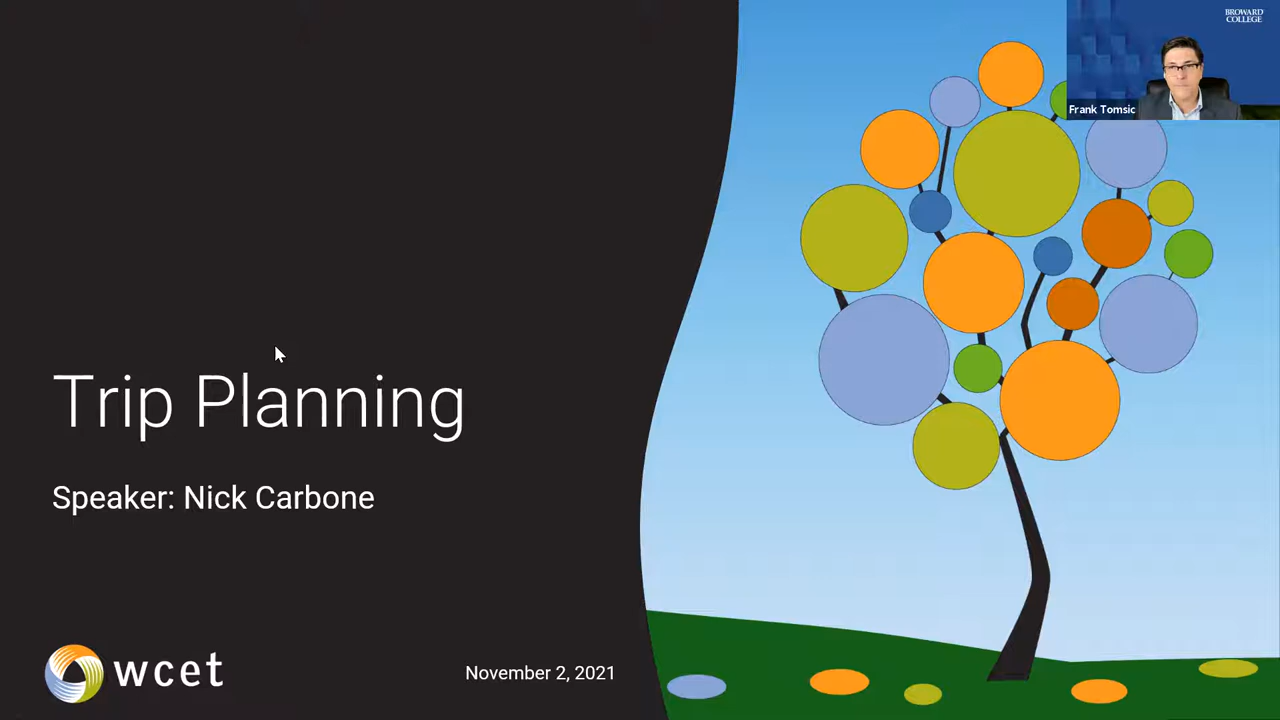 BROWARD
COLLEGE
Frank Tomsic
Trip Planning
Speaker: Nick Carbone
wcet
November 2, 2021